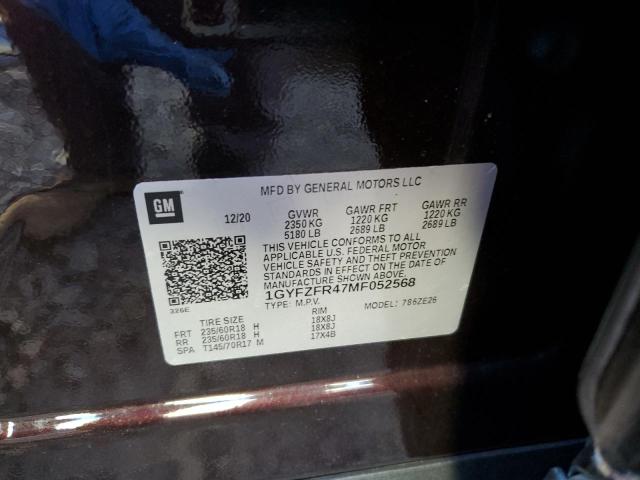 MFD BY GENERAL MOTORS LLC
GM
12/20 GVWR GAWR FRT GAWR RR
2350 KG 1220 KG 1220 KG
5180 LB 2689 LB 2689 LB
THIS VEHICLE CONFORMS TO ALL
APPLICABLE U.S. FEDERAL MOTOR
VEHICLE SAFETY AND THEFT
PREVENTION STANDARDS IN EFFECT ON
THE DATE OF MANUFACTURE SHOWN ABOVE.
1GYFZFR47MF052568
326E
TYPE: M.P.V. MODEL: 786ZE26
TIRE SIZE RIM
FRT 235/60R18 H 18X8J
RR 235/60R18 H 18X8J
SPA T145/70R17 M 17X4B